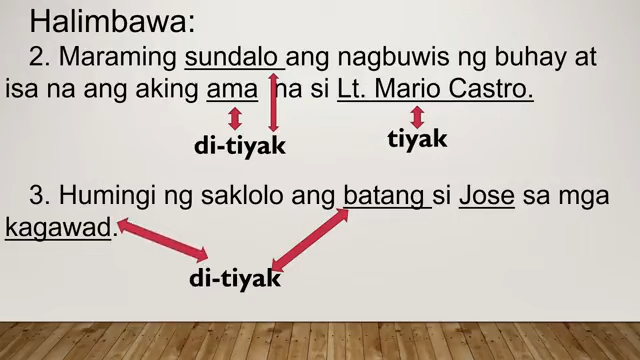 Halimbawa:
2. Maraming sundalo ang nagbuwis ng buhay at
isa na ang aking ama na si Lt. Mario Castro.
di-tiyak
tiyak
3. Humingi ng saklolo ang batang si Jose sa mga
kagawad.
di-tiyak